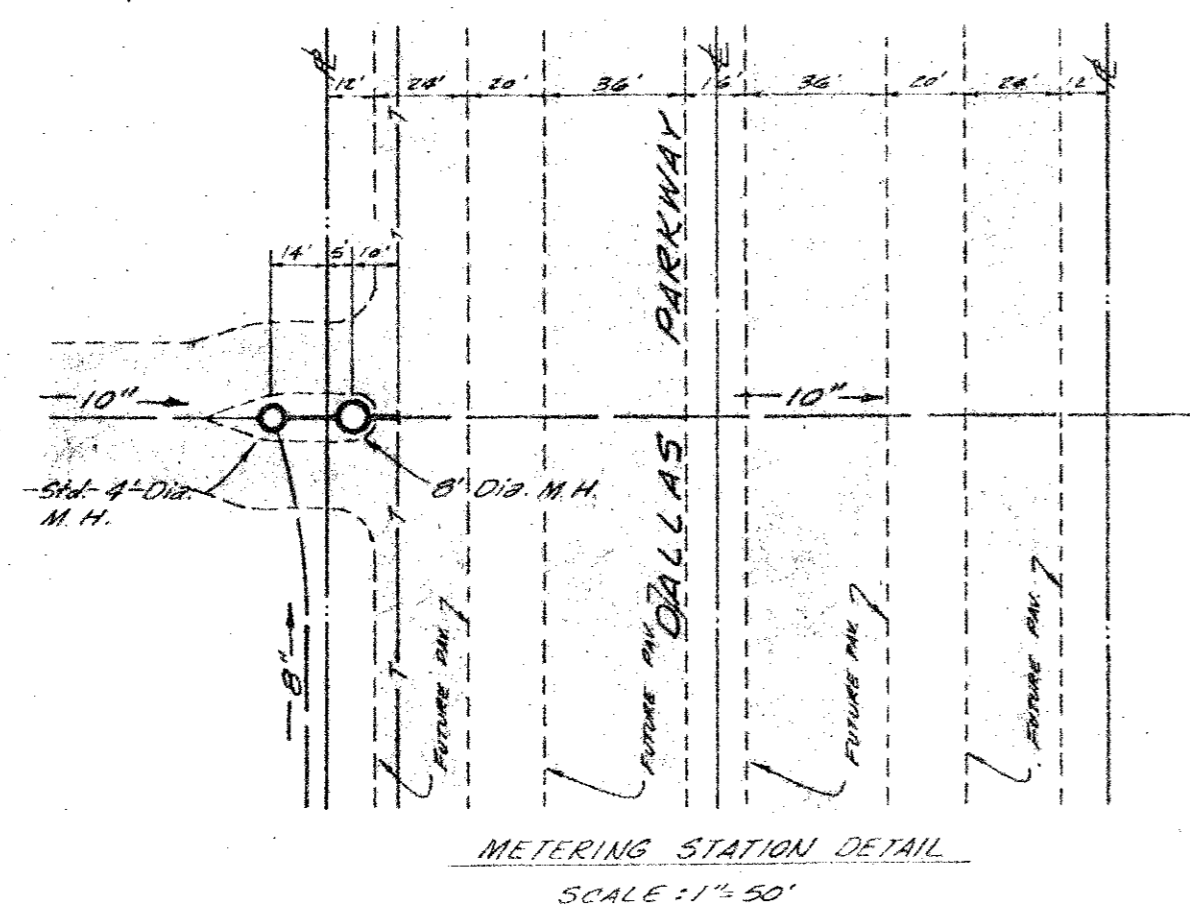 12' 24' 20' 36' 16' 36' 20' 24' 12'
14' 5' 10'
DALLAS PARKWAY
10"
10"
Std. 4' Dia.
M.H.
8' Dia. M.H.
8"
T
T
T
T
FUTURE PAV.
FUTURE PAV.
FUTURE PAV.
FUTURE PAV.
METERING STATION DETAIL
SCALE : 1"= 50'